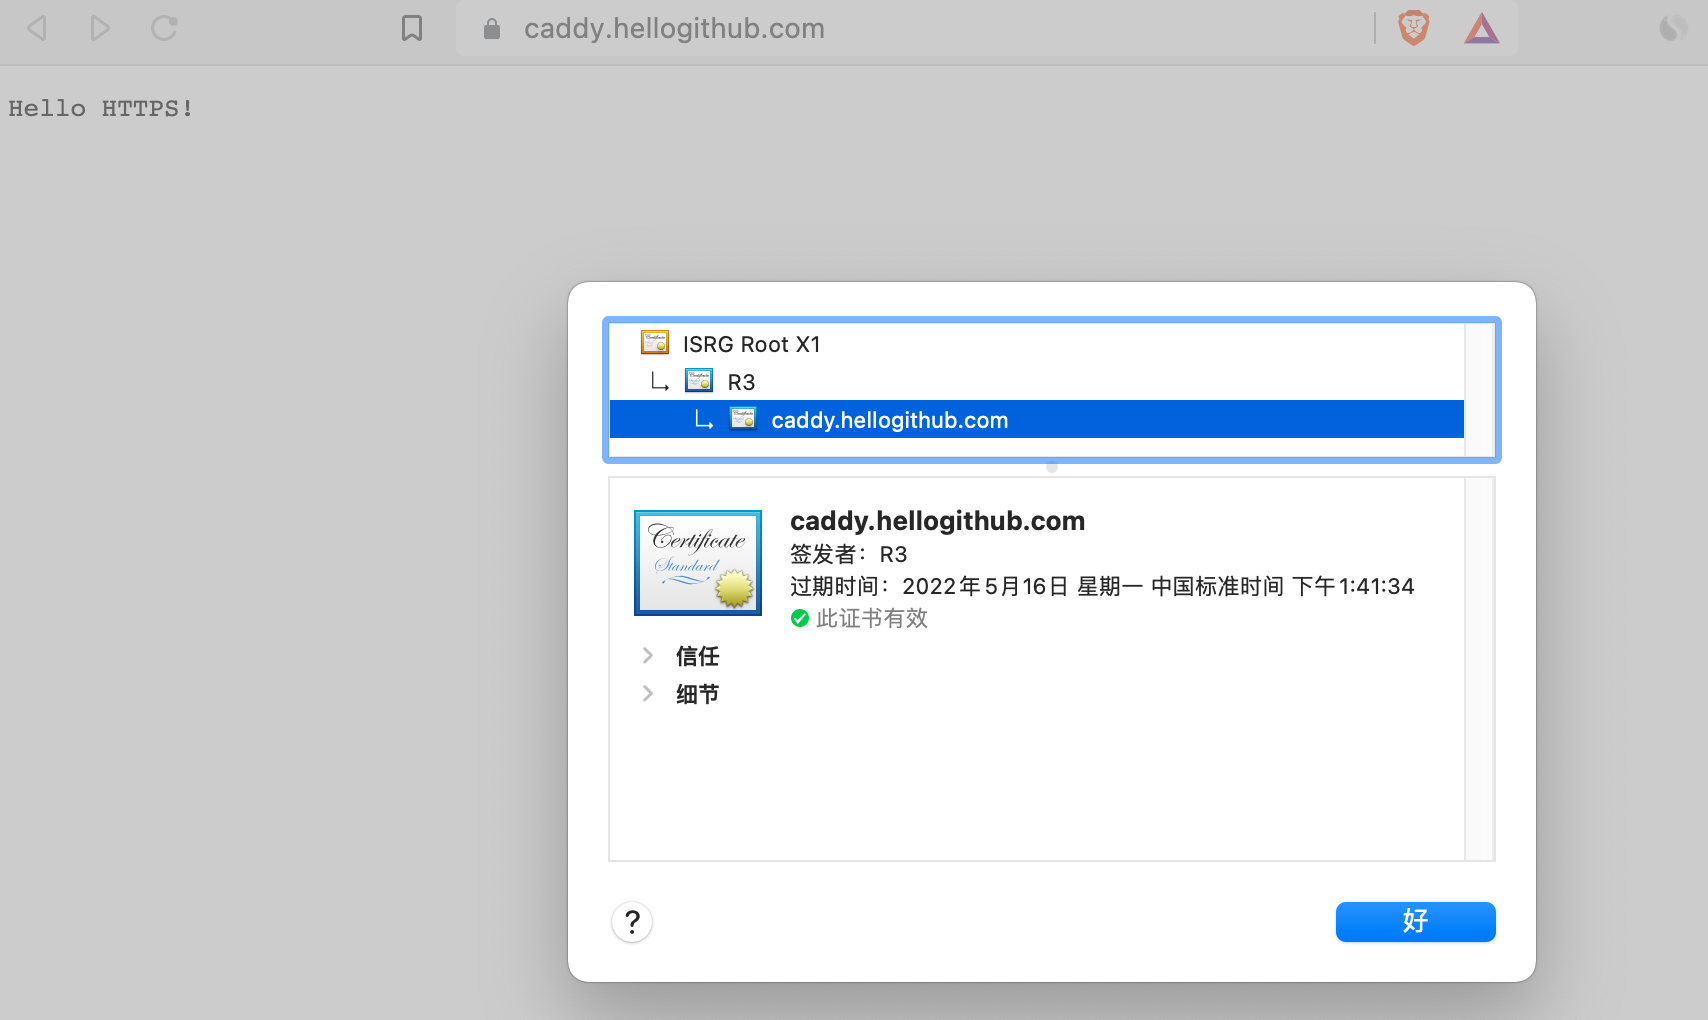 caddy.hellogithub.com
Hello HTTPS!
ISRG Root X1
R3
caddy.hellogithub.com
Certificate
Standard
caddy.hellogithub.com
签发者：R3
过期时间：2022年5月16日 星期一 中国标准时间 下午1:41:34
此证书有效
信任
细节
?
好